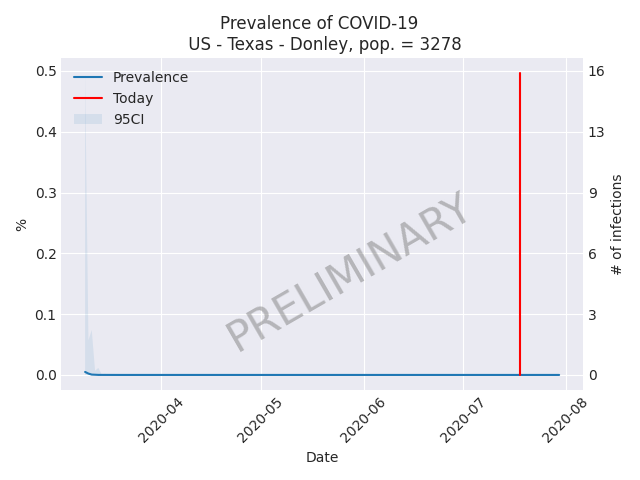 Prevalence of COVID-19
US - Texas - Donley, pop. = 3278
Prevalence
Today
95CI
0.5
0.4
0.3
0.2
0.1
0.0
%
16
13
9
6
3
0
# of infections
PRELIMINARY
2020-04
2020-05
2020-06
2020-07
2020-08
Date